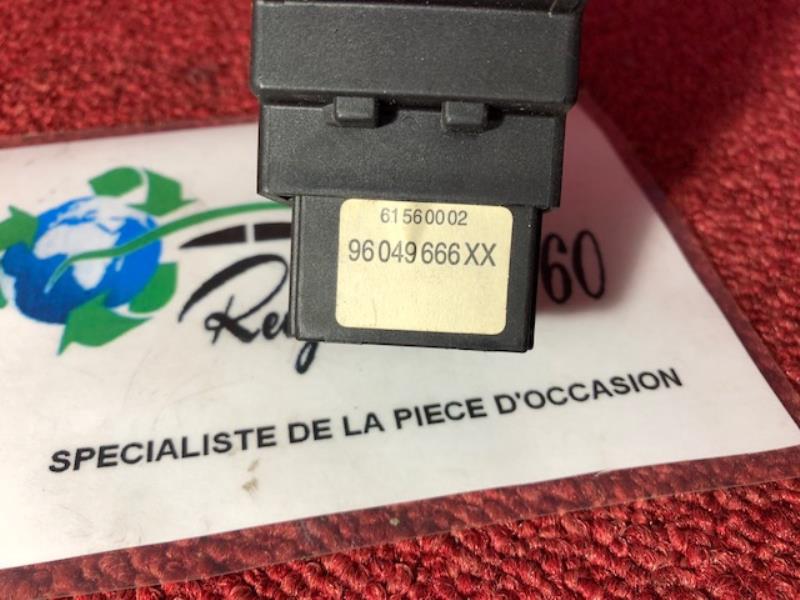 61560002
96049666XX
60
SPECIALISTE DE LA PIECE D'OCCASION